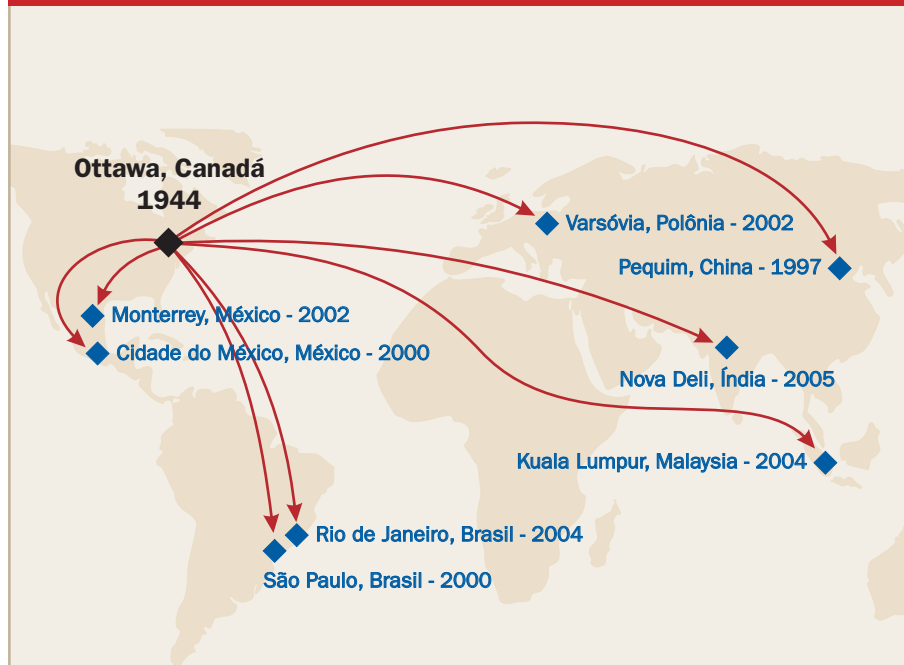 Ottawa, Canadá
1944
Varsóvia, Polônia - 2002
Pequim, China - 1997
Monterrey, México - 2002
Cidade do México, México - 2000
Nova Deli, Índia - 2005
Kuala Lumpur, Malaysia - 2004
Rio de Janeiro, Brasil - 2004
São Paulo, Brasil - 2000